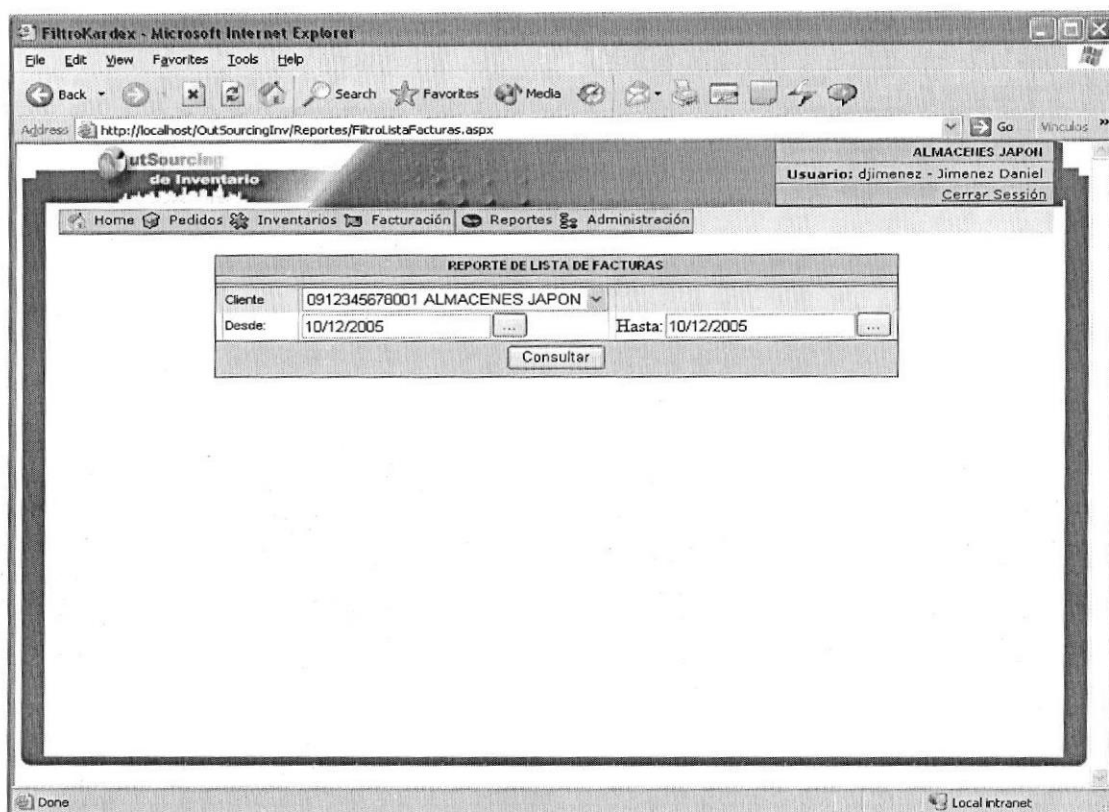 FiltroKardex - Microsoft Internet Explorer
File Edit View Favorites Tools Help
Back Search Favorites Media
Address http://localhost/OutSourcingInv/Reportes/FiltroListaFacturas.aspx Go Vinculos »
utSourcing
de Inventario
ALMACENES JAPON
Usuario: djimenez - Jimenez Daniel
Cerrar Sessión
Home Pedidos Inventarios Facturación Reportes Administración
REPORTE DE LISTA DE FACTURAS
Cliente 0912345678001 ALMACENES JAPON
Desde: 10/12/2005 ... Hasta: 10/12/2005 ...
Consultar
Done Local intranet